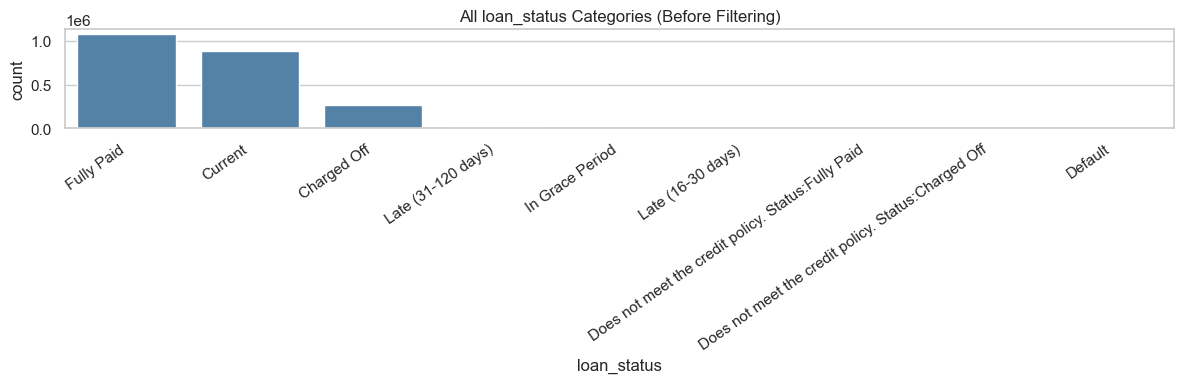 All loan_status Categories (Before Filtering)
1e6
1.0
0.5
0.0
count
Fully Paid
Current
Charged Off
Late (31-120 days)
In Grace Period
Late (16-30 days)
Does not meet the credit policy. Status:Fully Paid
Does not meet the credit policy. Status:Charged Off
Default
loan_status